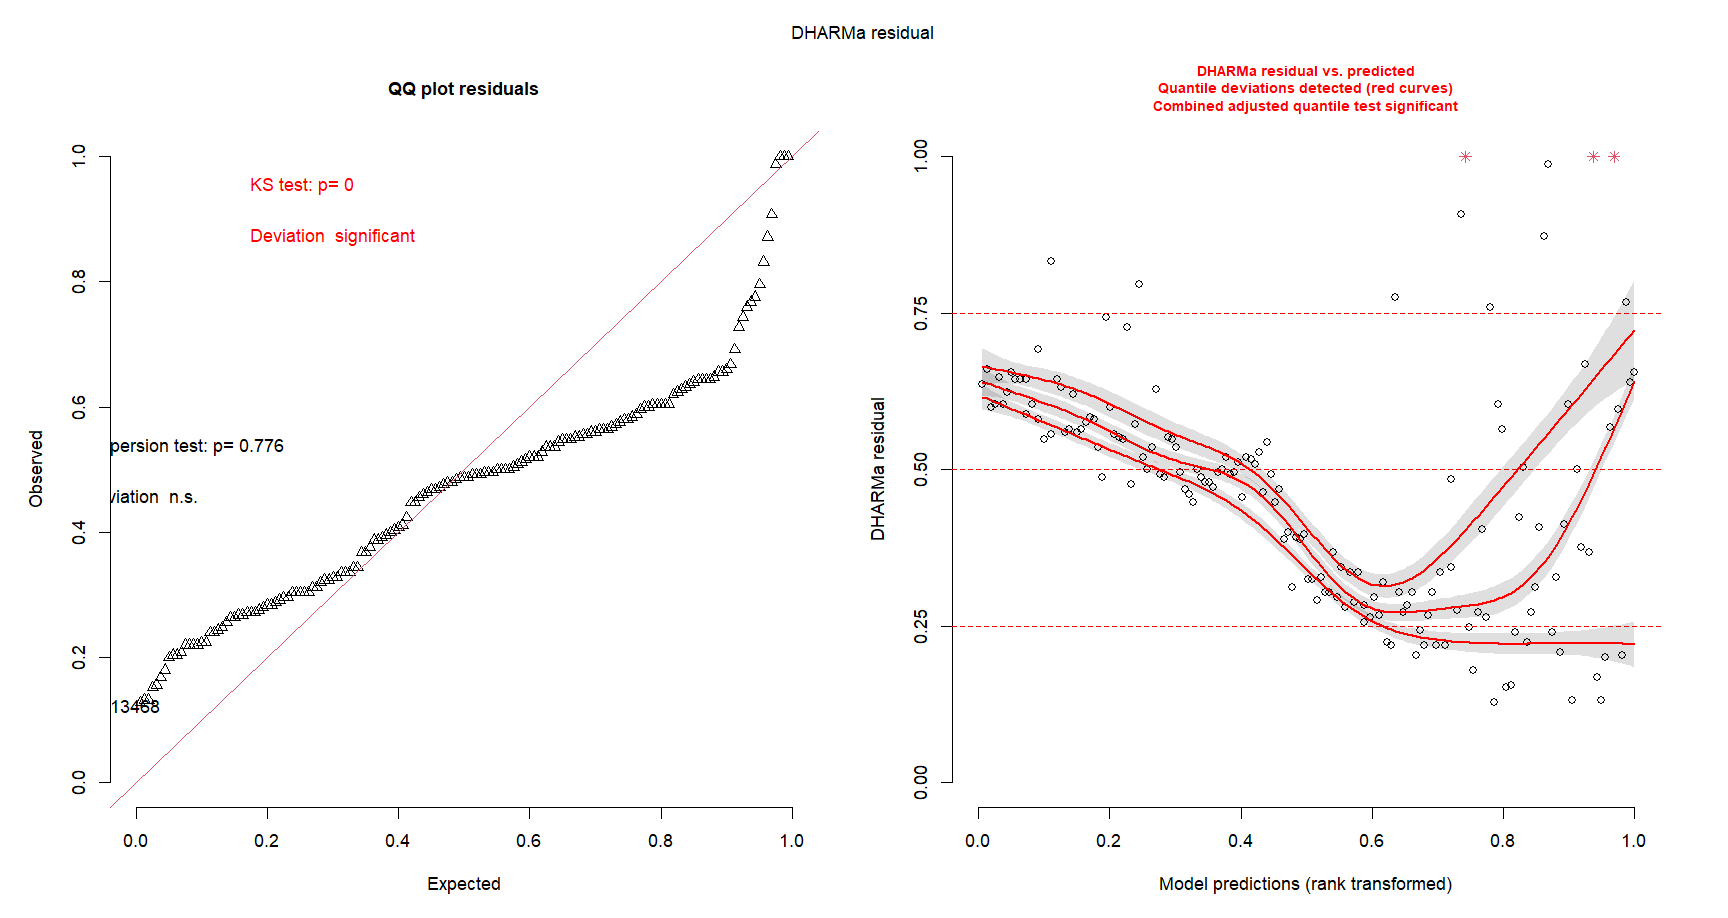 DHARMa residual
QQ plot residuals
KS test: p= 0
Deviation  significant
persion test: p= 0.776
viation  n.s.
13468
Observed
0.0
0.2
0.4
0.6
0.8
1.0
0.0
0.2
0.4
0.6
0.8
1.0
Expected
DHARMa residual vs. predicted
Quantile deviations detected (red curves)
Combined adjusted quantile test significant
DHARMa residual
0.00
0.25
0.50
0.75
1.00
0.0
0.2
0.4
0.6
0.8
1.0
Model predictions (rank transformed)